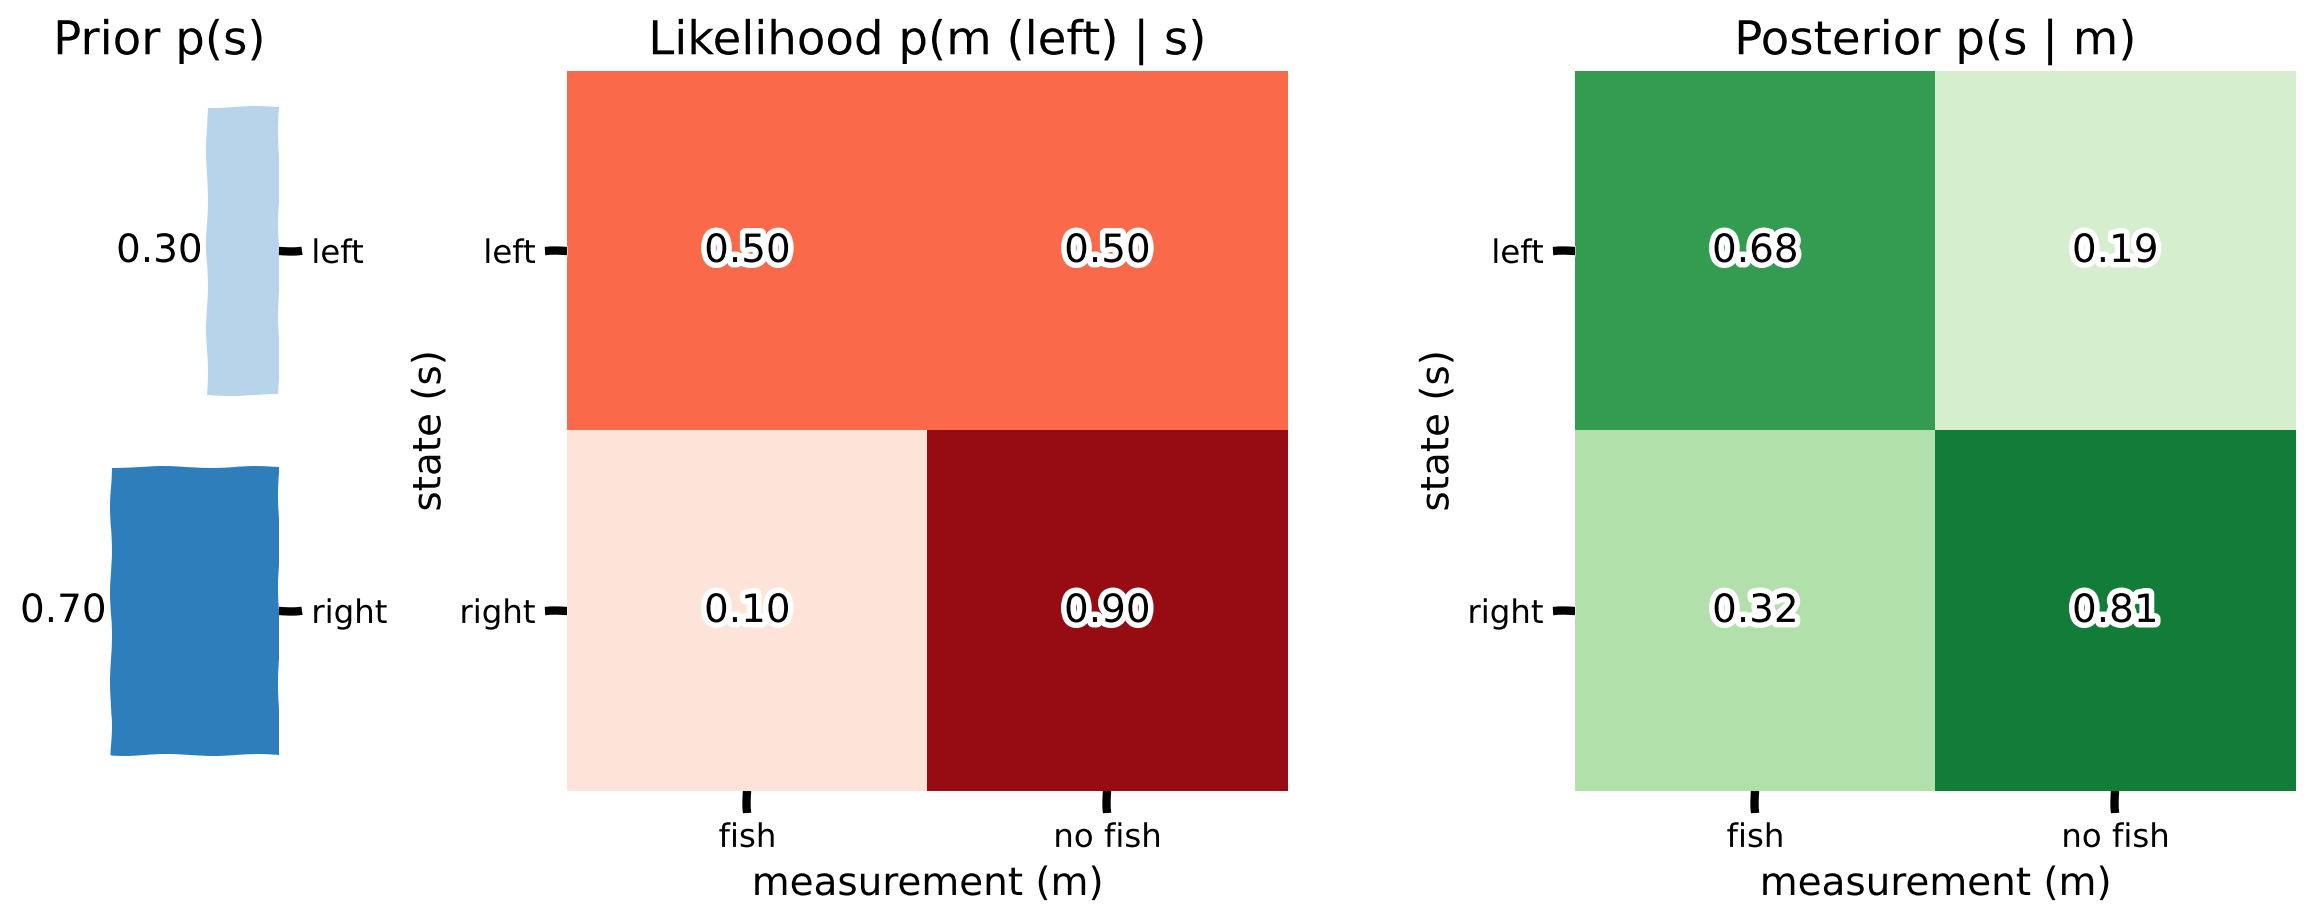 Prior p(s)
0.30
left
0.70
right
Likelihood p(m (left) | s)
state (s)
left
0.50
0.50
right
0.10
0.90
fish
no fish
measurement (m)
Posterior p(s | m)
state (s)
left
0.68
0.19
right
0.32
0.81
fish
no fish
measurement (m)